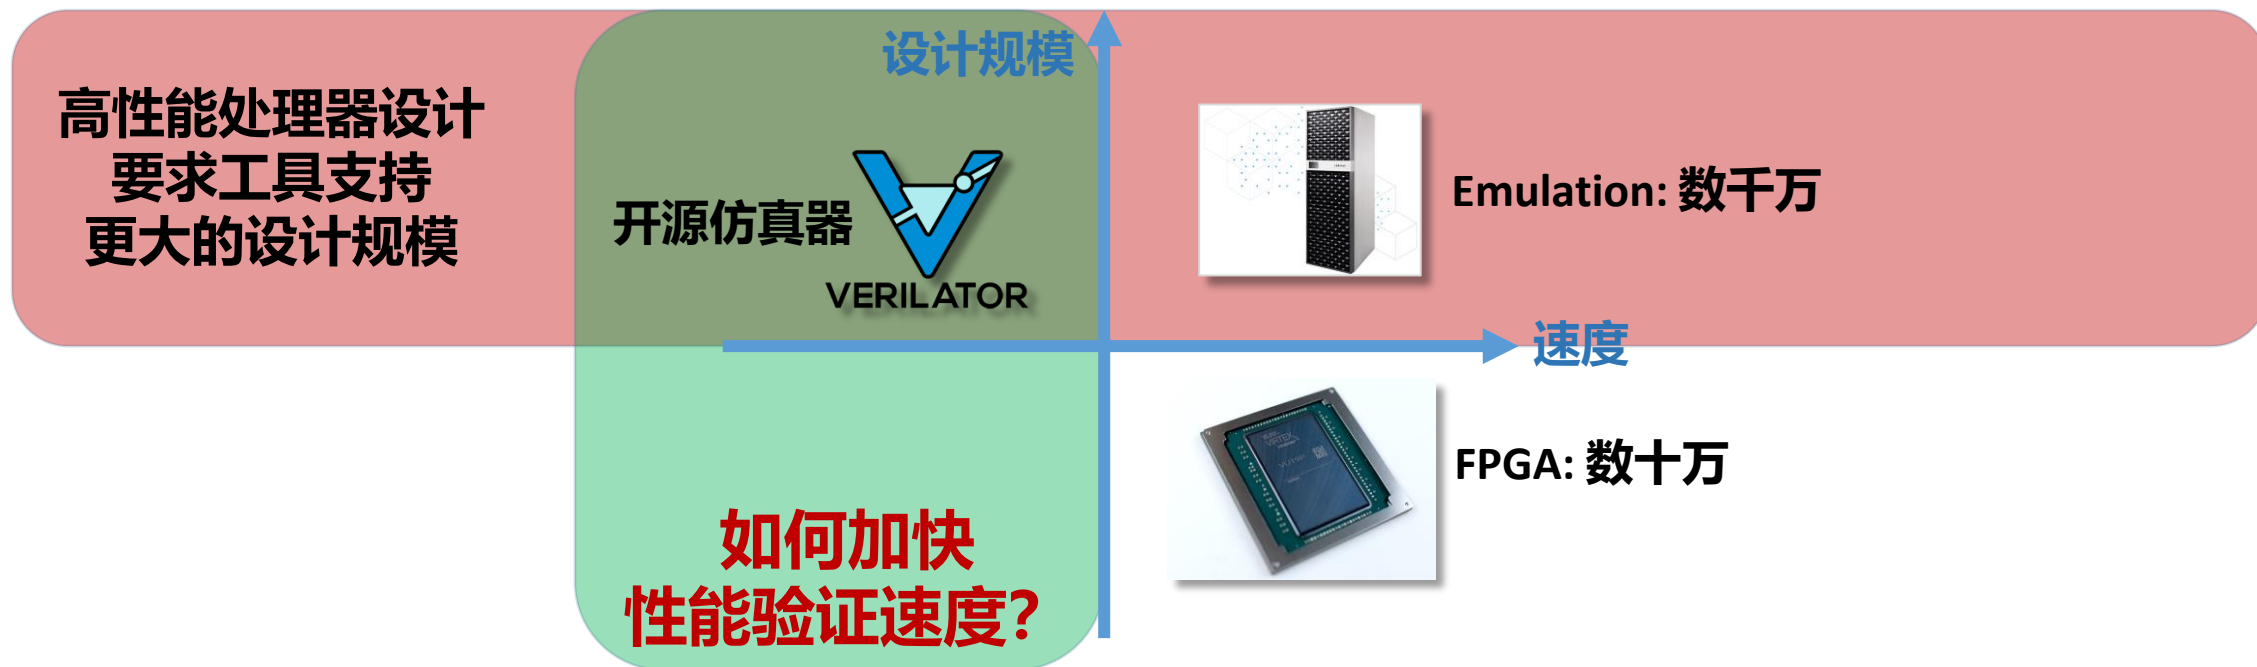 设计规模
高性能处理器设计
要求工具支持
更大的设计规模
开源仿真器
VERILATOR
Emulation: 数千万
速度
VIRTEX
FPGA: 数十万
如何加快
性能验证速度?